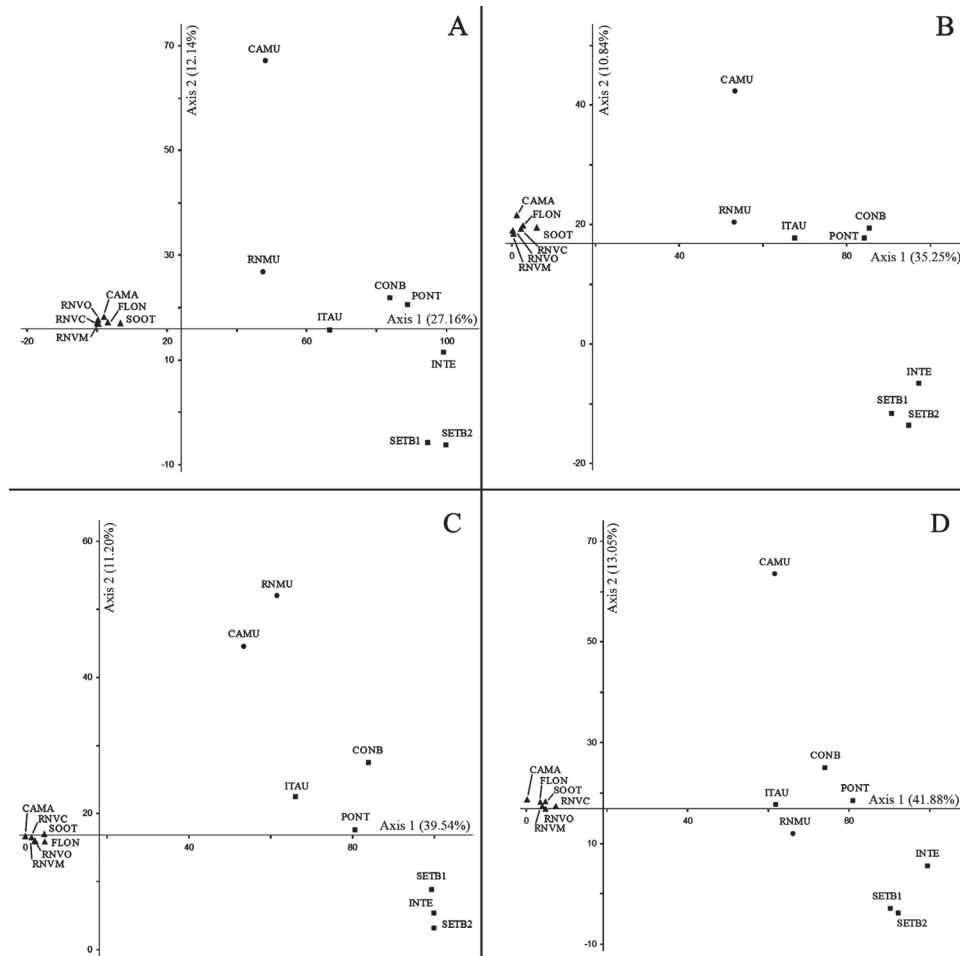 A
Axis 2 (12.14%)
70
50
30
10
-10
CAMU
RNMU
CONB
PONT
ITAU
Axis 1 (27.16%)
INTE
SETB1
SETB2
RNVO
CAMA
RNVC
FLON
SOOT
RNVM
-20
0
40
60
80
100
B
Axis 2 (10.84%)
40
20
0
-20
CAMU
RNMU
CONB
ITAU
PONT
Axis 1 (35.25%)
CAMA
FLON
SOOT
RNVC
RNVO
RNVM
0
40
80
INTE
SETB1
SETB2
C
Axis 2 (11.20%)
60
40
20
0
RNMU
CAMU
CONB
ITAU
PONT
Axis 1 (39.54%)
CAMA
RNVC
SOOT
FLON
RNVO
RNVM
0
40
80
SETB1
INTE
SETB2
D
Axis 2 (13.05%)
70
50
30
10
-10
CAMU
CONB
PONT
ITAU
Axis 1 (41.88%)
RNMU
CAMA
FLON
SOOT
RNVC
RNVO
RNVM
0
40
80
INTE
SETB1
SETB2